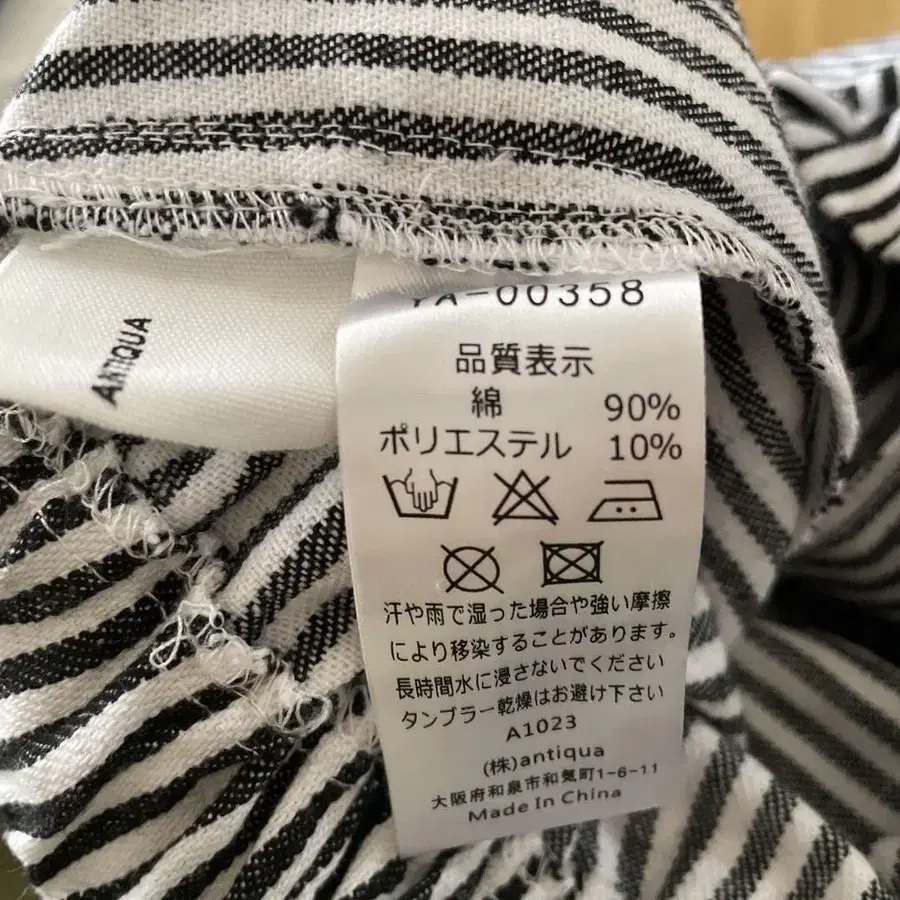 ANTIQUA
YA-00358
品質表示
綿 90%
ポリエステル 10%
汗や雨で湿った場合や強い摩擦
により移染することがあります。
長時間水に浸さないでください
タンブラー乾燥はお避け下さい
A1023
(株)antiqua
大阪府和泉市和気町1-6-11
Made In China